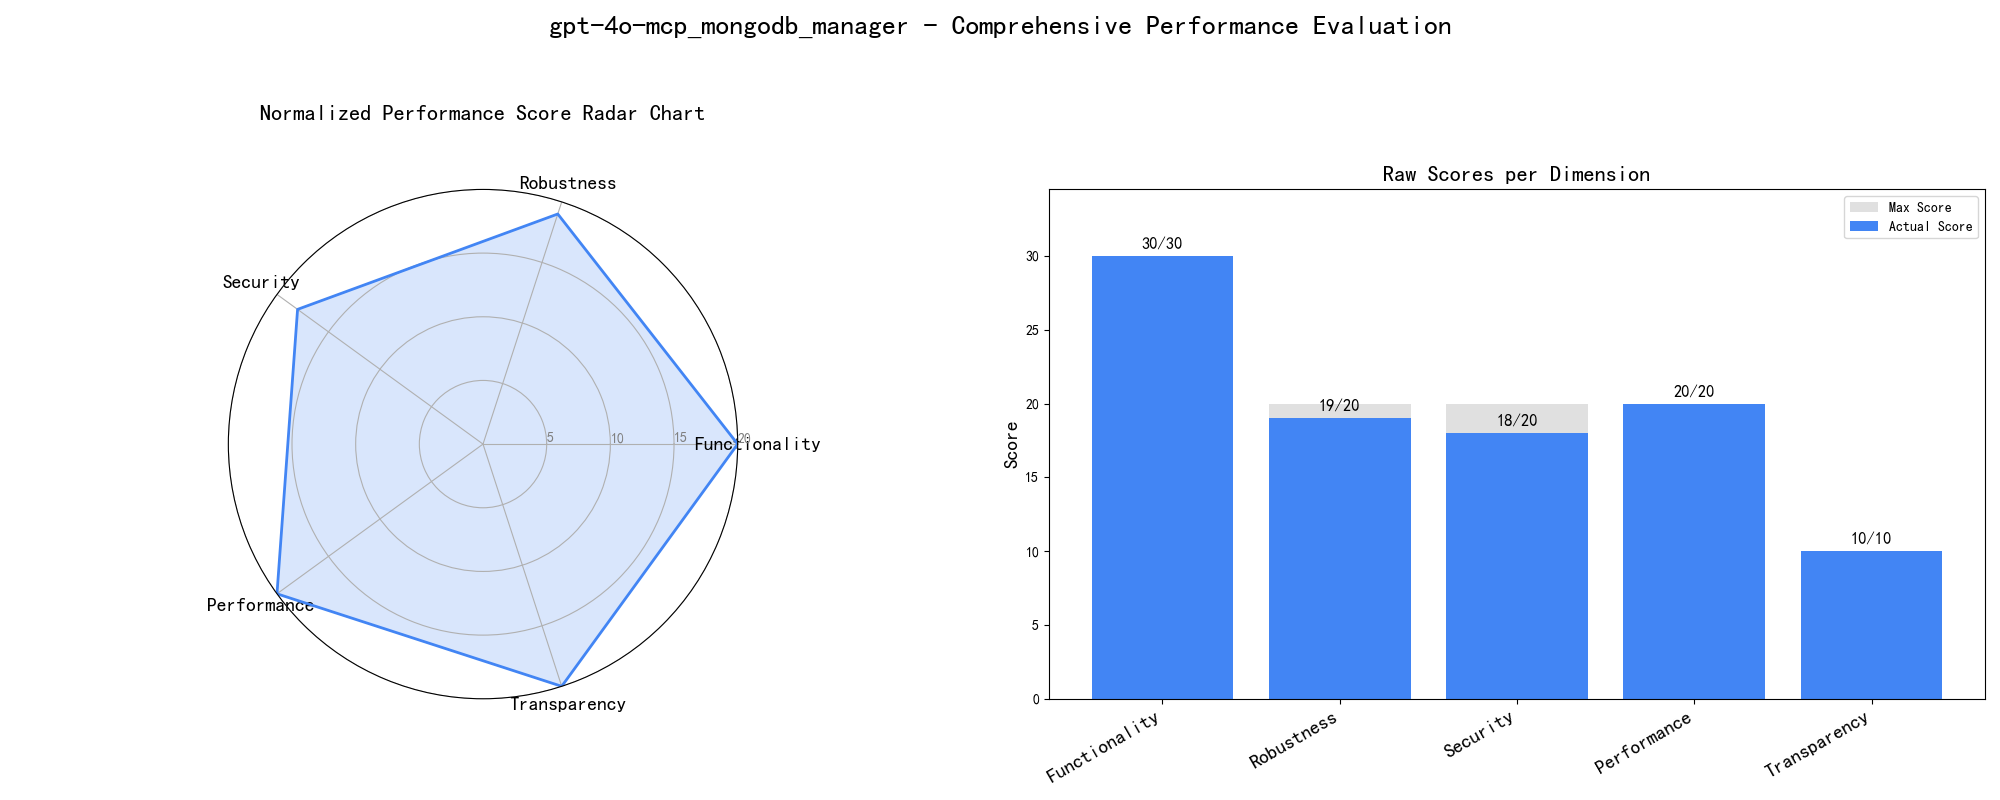 gpt-4o-mcp_mongodb_manager - Comprehensive Performance Evaluation
Normalized Performance Score Radar Chart
Robustness
Security
Functionality
Performance
Transparency
5
10
15
20
Raw Scores per Dimension
Max Score
Actual Score
30/30
19/20
18/20
20/20
10/10
Score
30
25
20
15
10
5
0
Functionality
Robustness
Security
Performance
Transparency